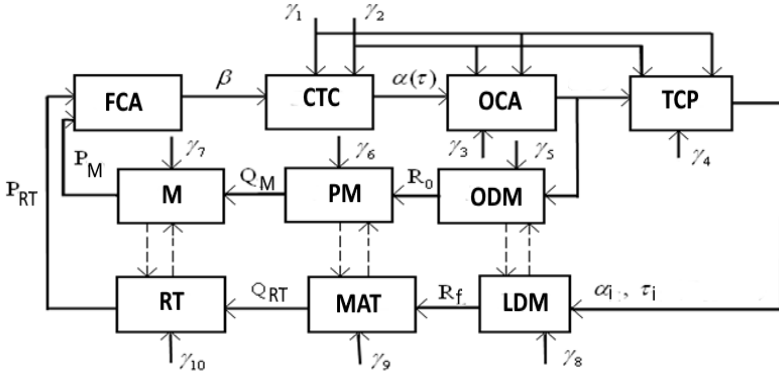 γ1 γ2
FCA β CTC α(τ) OCA TCP
γ7 γ6 γ3 γ5 γ4
PM
PRT
M QM PM R0 ODM
RT QRT MAT Rf LDM αi , τi
γ10 γ9 γ8